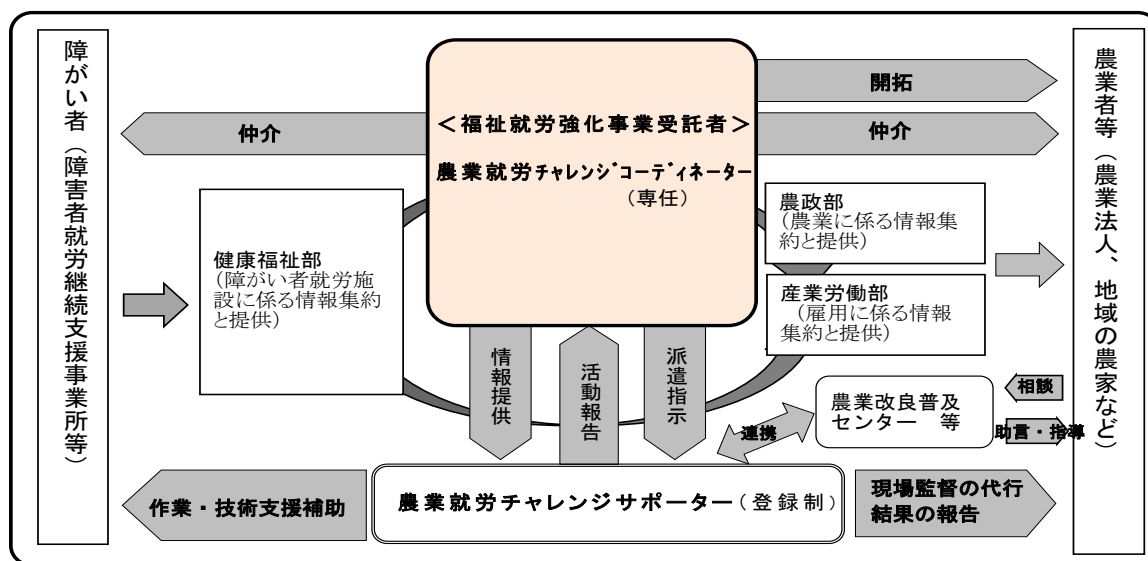 障がい者（障害者就労継続支援事業所等）
仲介
＜福祉就労強化事業受託者＞
農業就労チャレンジコーディネーター
（専任）
開拓
仲介
農業者等（農業法人、地域の農家など）
健康福祉部
（障がい者就労施
設に係る情報集約
と提供）
農政部
（農業に係る情報集
約と提供）
産業労働部
（雇用に係る情報
集約と提供）
情報提供
活動報告
派遣指示
連携
農業改良普及
センター　等
相談
助言・指導
作業・技術支援補助
農業就労チャレンジサポーター（登録制）
現場監督の代行
結果の報告